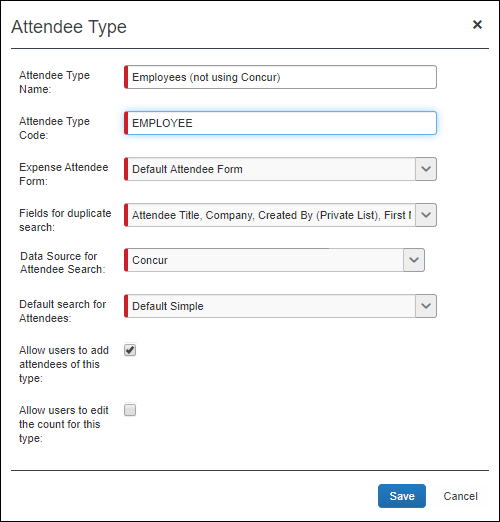 Attendee Type
Attendee Type
Name:
Employees (not using Concur)
Attendee Type
Code:
EMPLOYEE
Expense Attendee
Form:
Default Attendee Form
Fields for duplicate
search:
Attendee Title, Company, Created By (Private List), First
Data Source for
Attendee Search:
Concur
Default search for
Attendees:
Default Simple
Allow users to add
attendees of this
type:
Allow users to edit
the count for this
type:
Save
Cancel